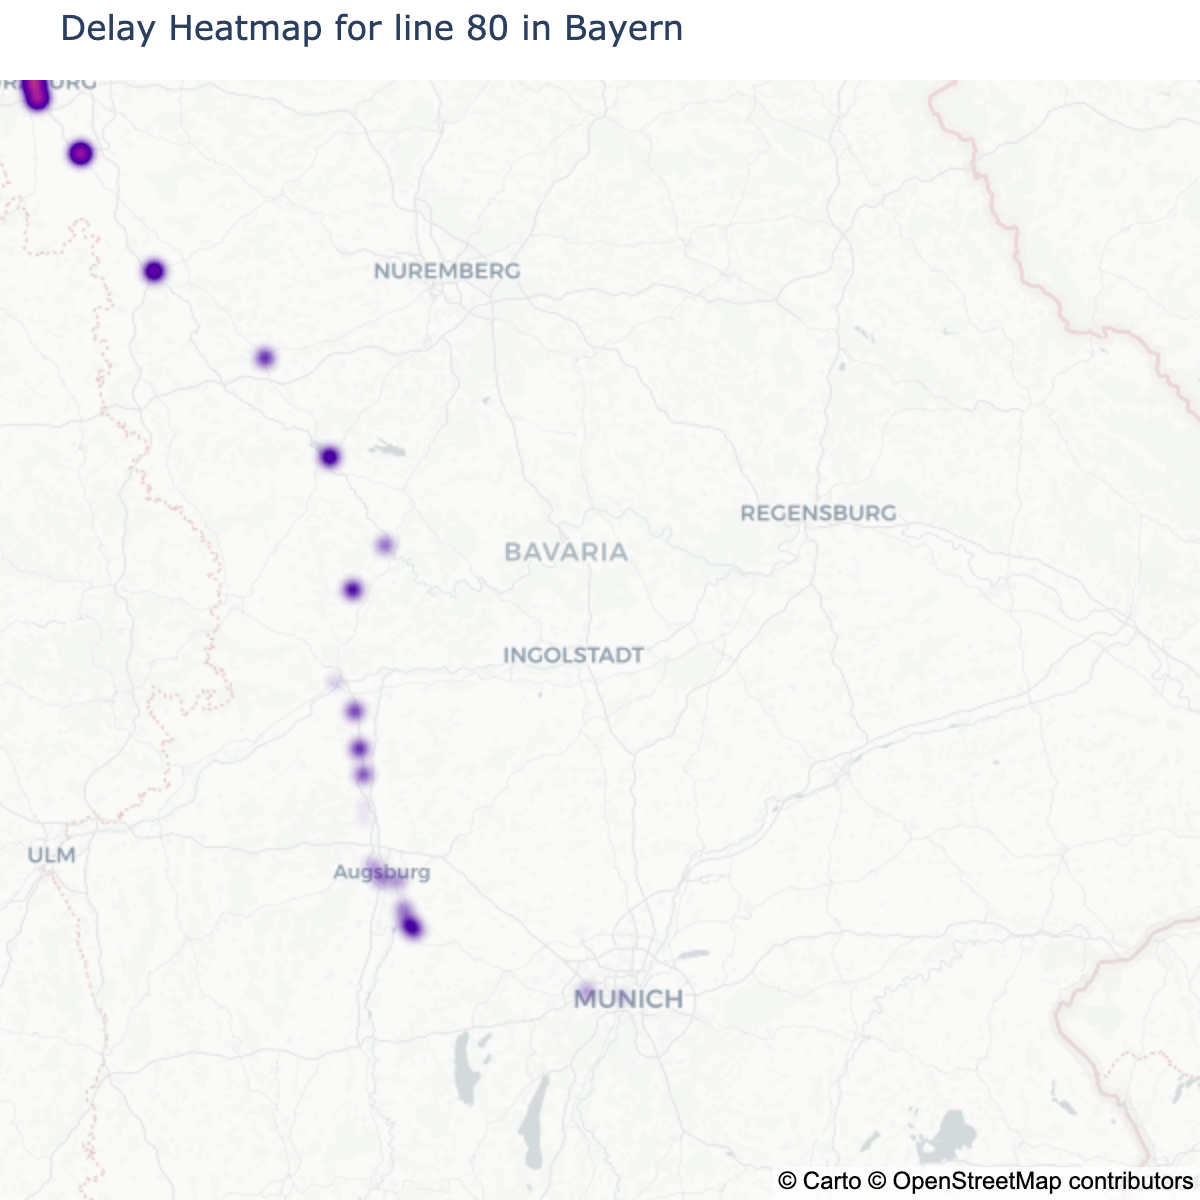 Delay Heatmap for line 80 in Bayern
NUREMBERG
REGENSBURG
BAVARIA
INGOLSTADT
ULM
Augsburg
MUNICH
© Carto © OpenStreetMap contributors